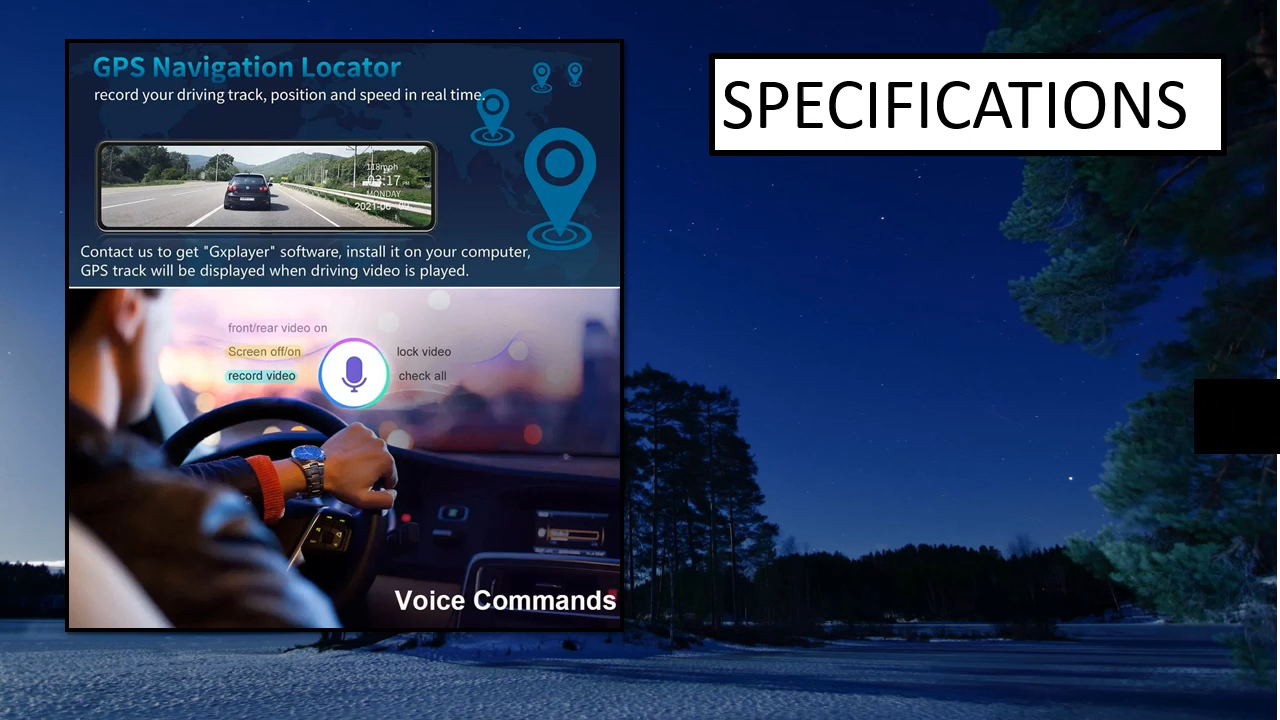 GPS Navigation Locator
record your driving track, position and speed in real time.
118mph
03:17 PM
MONDAY
Contact us to get "Gxplayer" software, install it on your computer,
GPS track will be displayed when driving video is played.
front/rear video on
Screen off/on
lock video
record video
check all
Voice Commands
SPECIFICATIONS